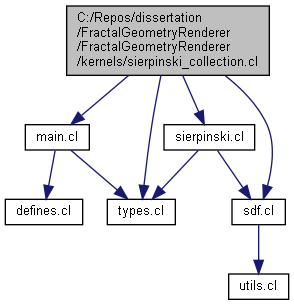 C:/Repos/dissertation
/FractalGeometryRenderer
/FractalGeometryRenderer
/kernels/sierpinski_collection.cl
main.cl
sierpinski.cl
defines.cl
types.cl
sdf.cl
utils.cl